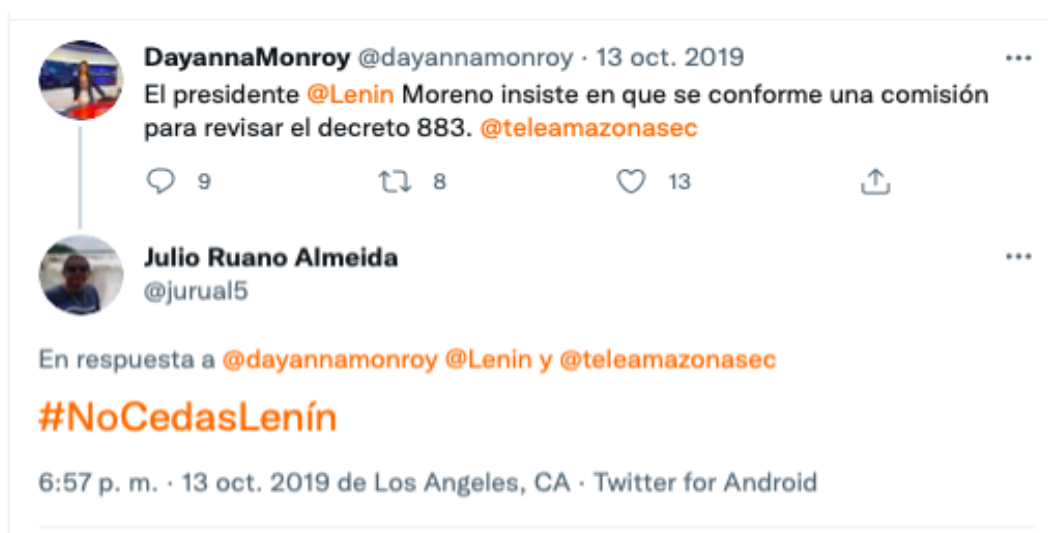 DayannaMonroy @dayannamonroy · 13 oct. 2019
El presidente @Lenin Moreno insiste en que se conforme una comisión
para revisar el decreto 883. @teleamazonasec
9 8 13
Julio Ruano Almeida
@jurual5
En respuesta a @dayannamonroy @Lenin y @teleamazonasec
#NoCedasLenín
6:57 p. m. · 13 oct. 2019 de Los Angeles, CA · Twitter for Android